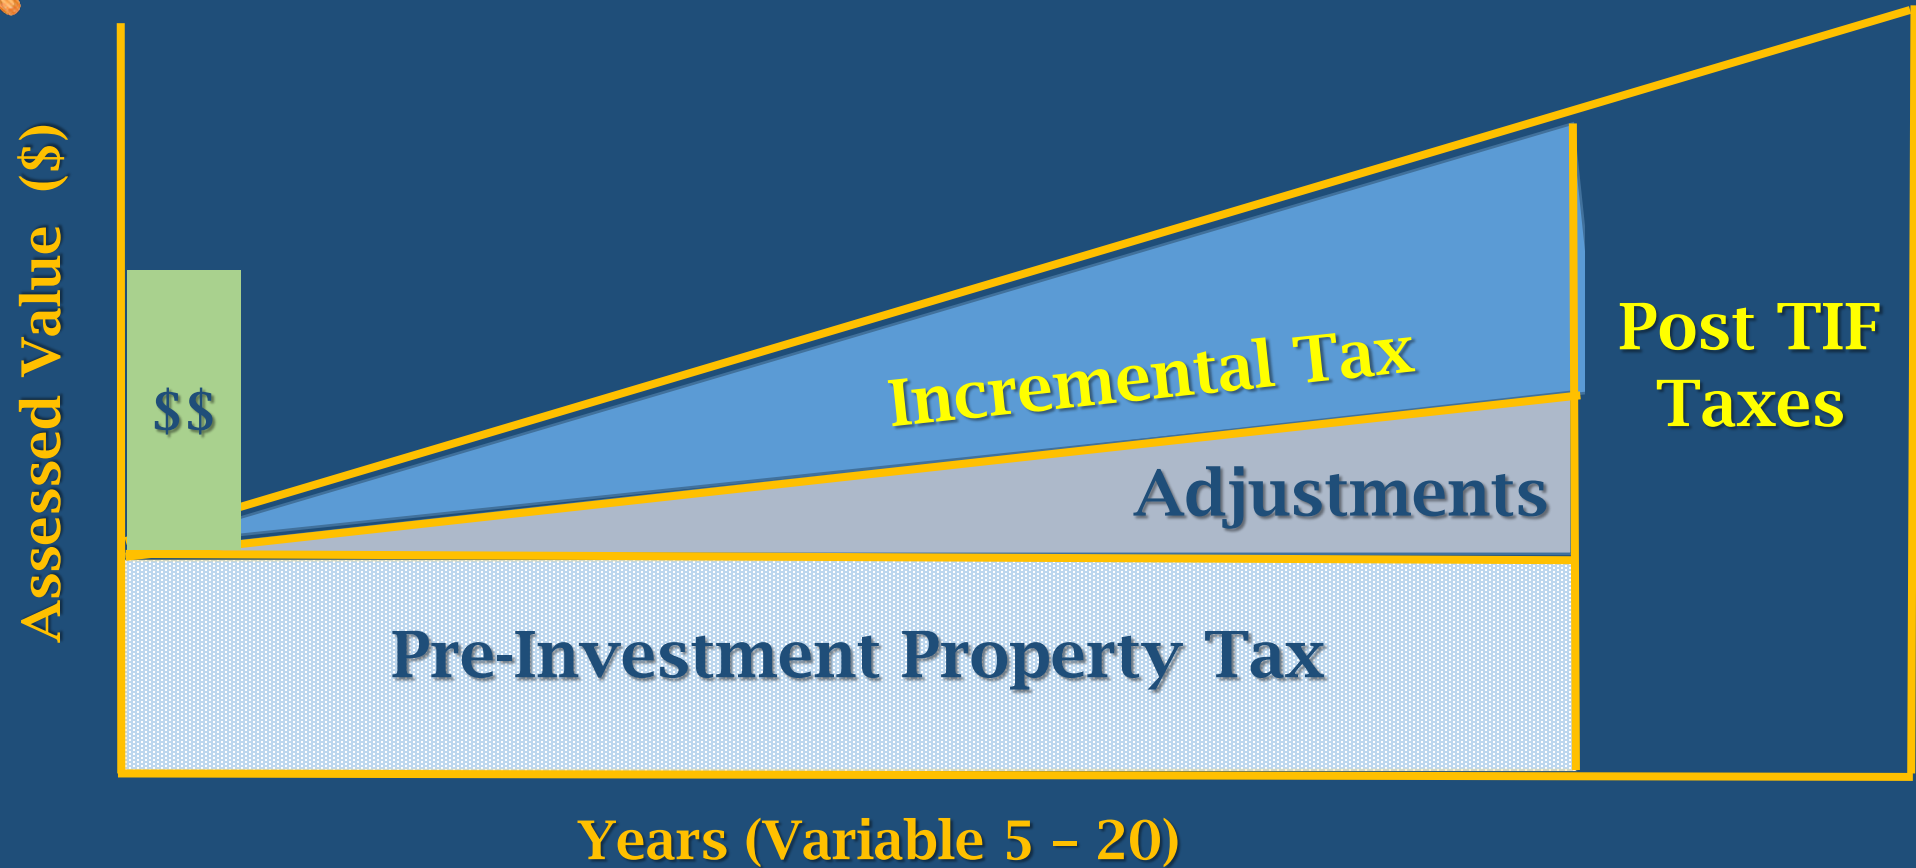 Assessed Value ($)
$$
Incremental Tax
Post TIF
Taxes
Adjustments
Pre-Investment Property Tax
Years (Variable 5 – 20)